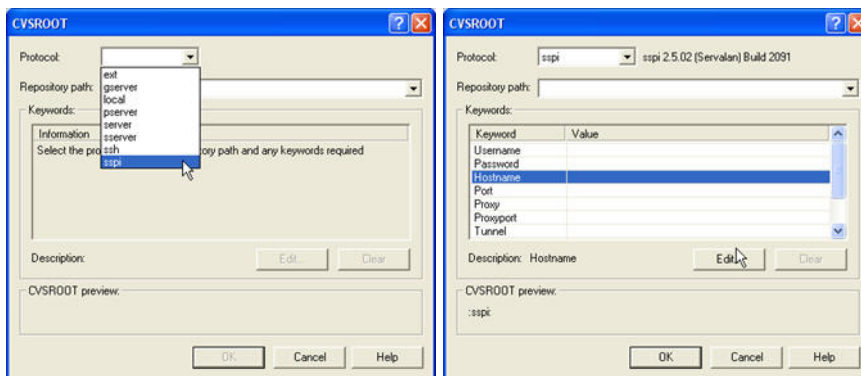 CVSROOT
Protocol:
ext
gserver
local
pserver
server
sserver
ssh
sspi
Repository path:
Keywords:
Information
Select the pro ory path and any keywords required
Description:
Edit...
Clear
CVSROOT preview:
OK Cancel Help
CVSROOT
Protocol: sspi sspi 2.5.02 (Servalan) Build 2091
Repository path:
Keywords:
Keyword Value
Username
Password
Hostname
Port
Proxy
Proxyport
Tunnel
Description: Hostname
Edit...
Clear
CVSROOT preview:
:sspi:
OK Cancel Help